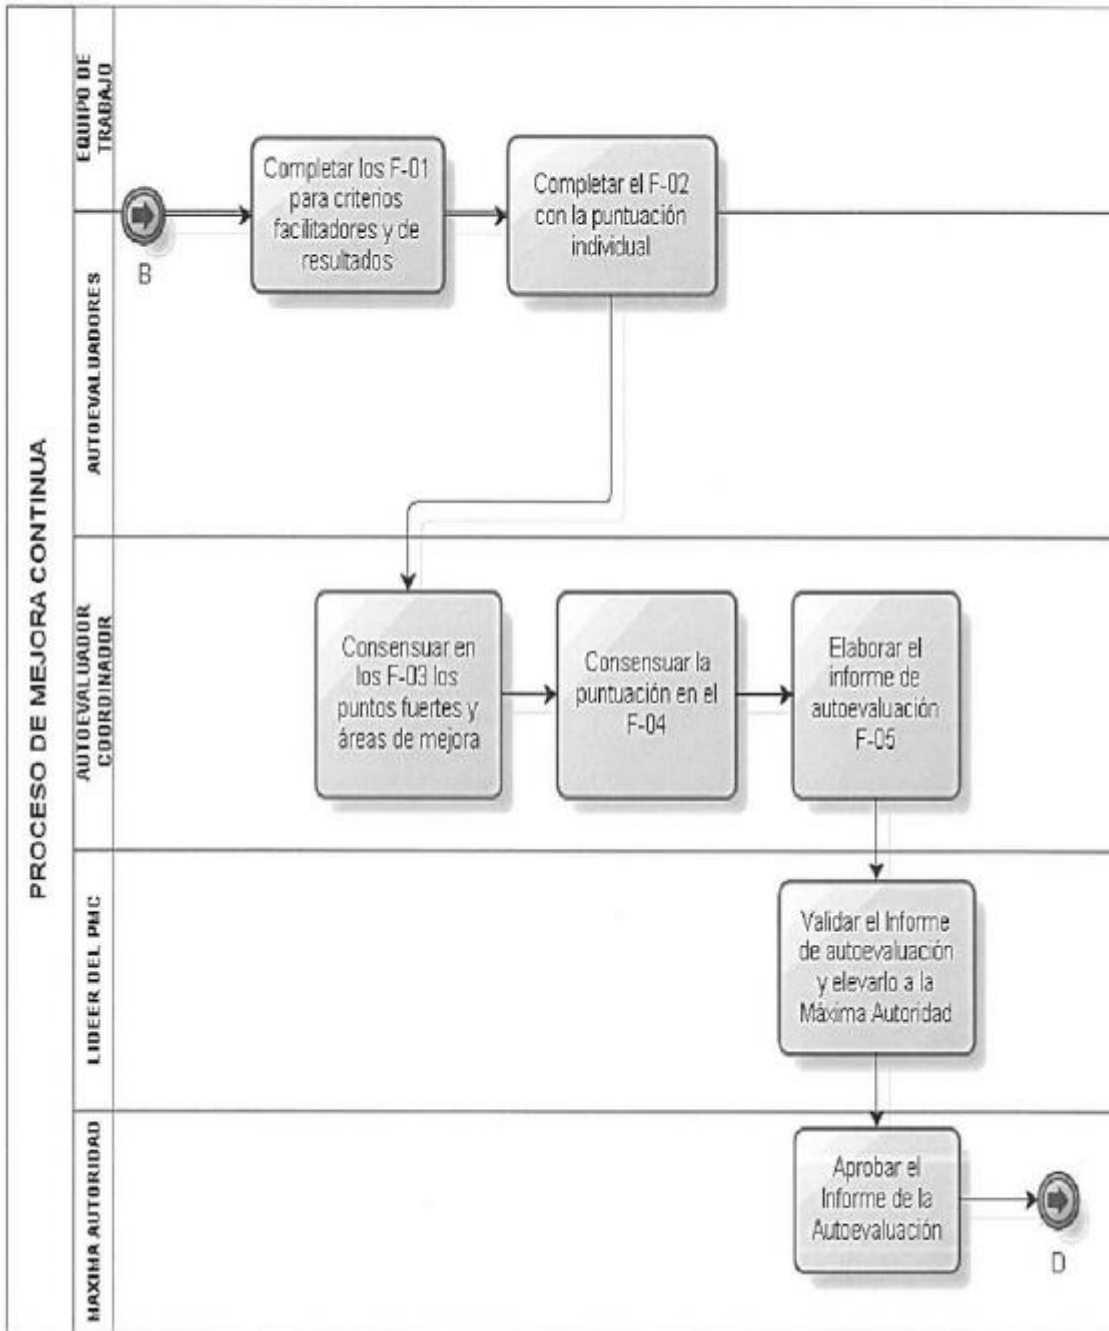 PROCESO DE MEJORA CONTINUA
EQUIPO DE
TRABAJO
AUTOEVALUADORES
B
Completar los F-01
para criterios
facilitadores y de
resultados
Completar el F-02
con la puntuación
individual
AUTOEVALUADOR
COORDINADOR
Consensuar en
los F-03 los
puntos fuertes y
áreas de mejora
Consensuar la
puntuación en el
F-04
Elaborar el
informe de
autoevaluación
F-05
LIDEER DEL PMC
Validar el Informe
de autoevaluación
y elevarlo a la
Máxima Autoridad
MAXIMA AUTORIDAD
Aprobar el
Informe de la
Autoevaluación
D